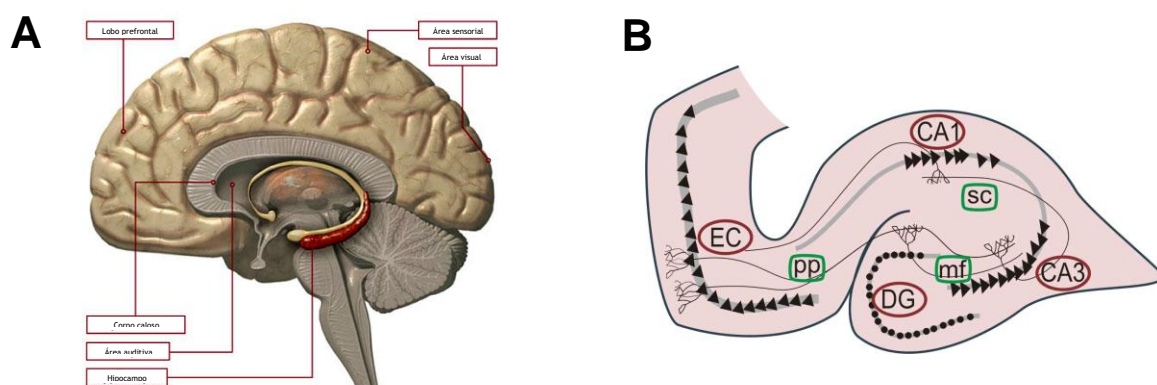 A
Lobo prefrontal
Área sensorial
Área visual
Corpo caloso
Área auditiva
Hipocampo
B
CA1
sc
EC
pp
mf
CA3
DG